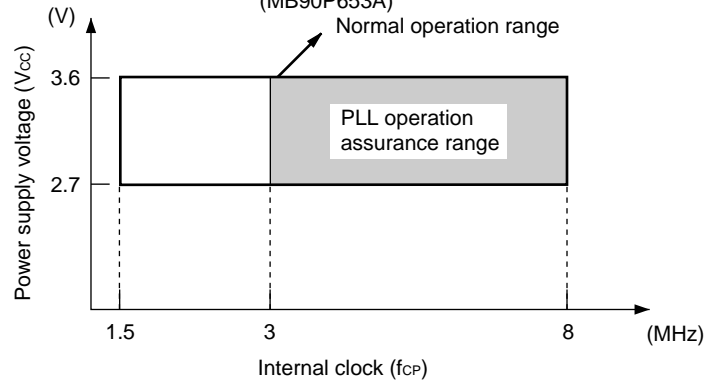 (MB90P653A)
(V)
Normal operation range
Power supply voltage (VCC)
3.6
PLL operation
assurance range
2.7
1.5 3 8 (MHz)
Internal clock (fCP)